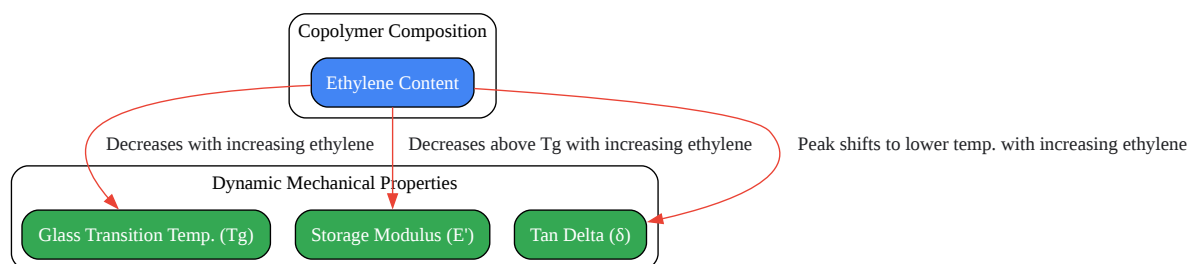 Copolymer Composition
Ethylene Content
Decreases with increasing ethylene
Decreases above Tg with increasing ethylene
Peak shifts to lower temp. with increasing ethylene
Dynamic Mechanical Properties
Glass Transition Temp. (Tg)
Storage Modulus (E')
Tan Delta (δ)